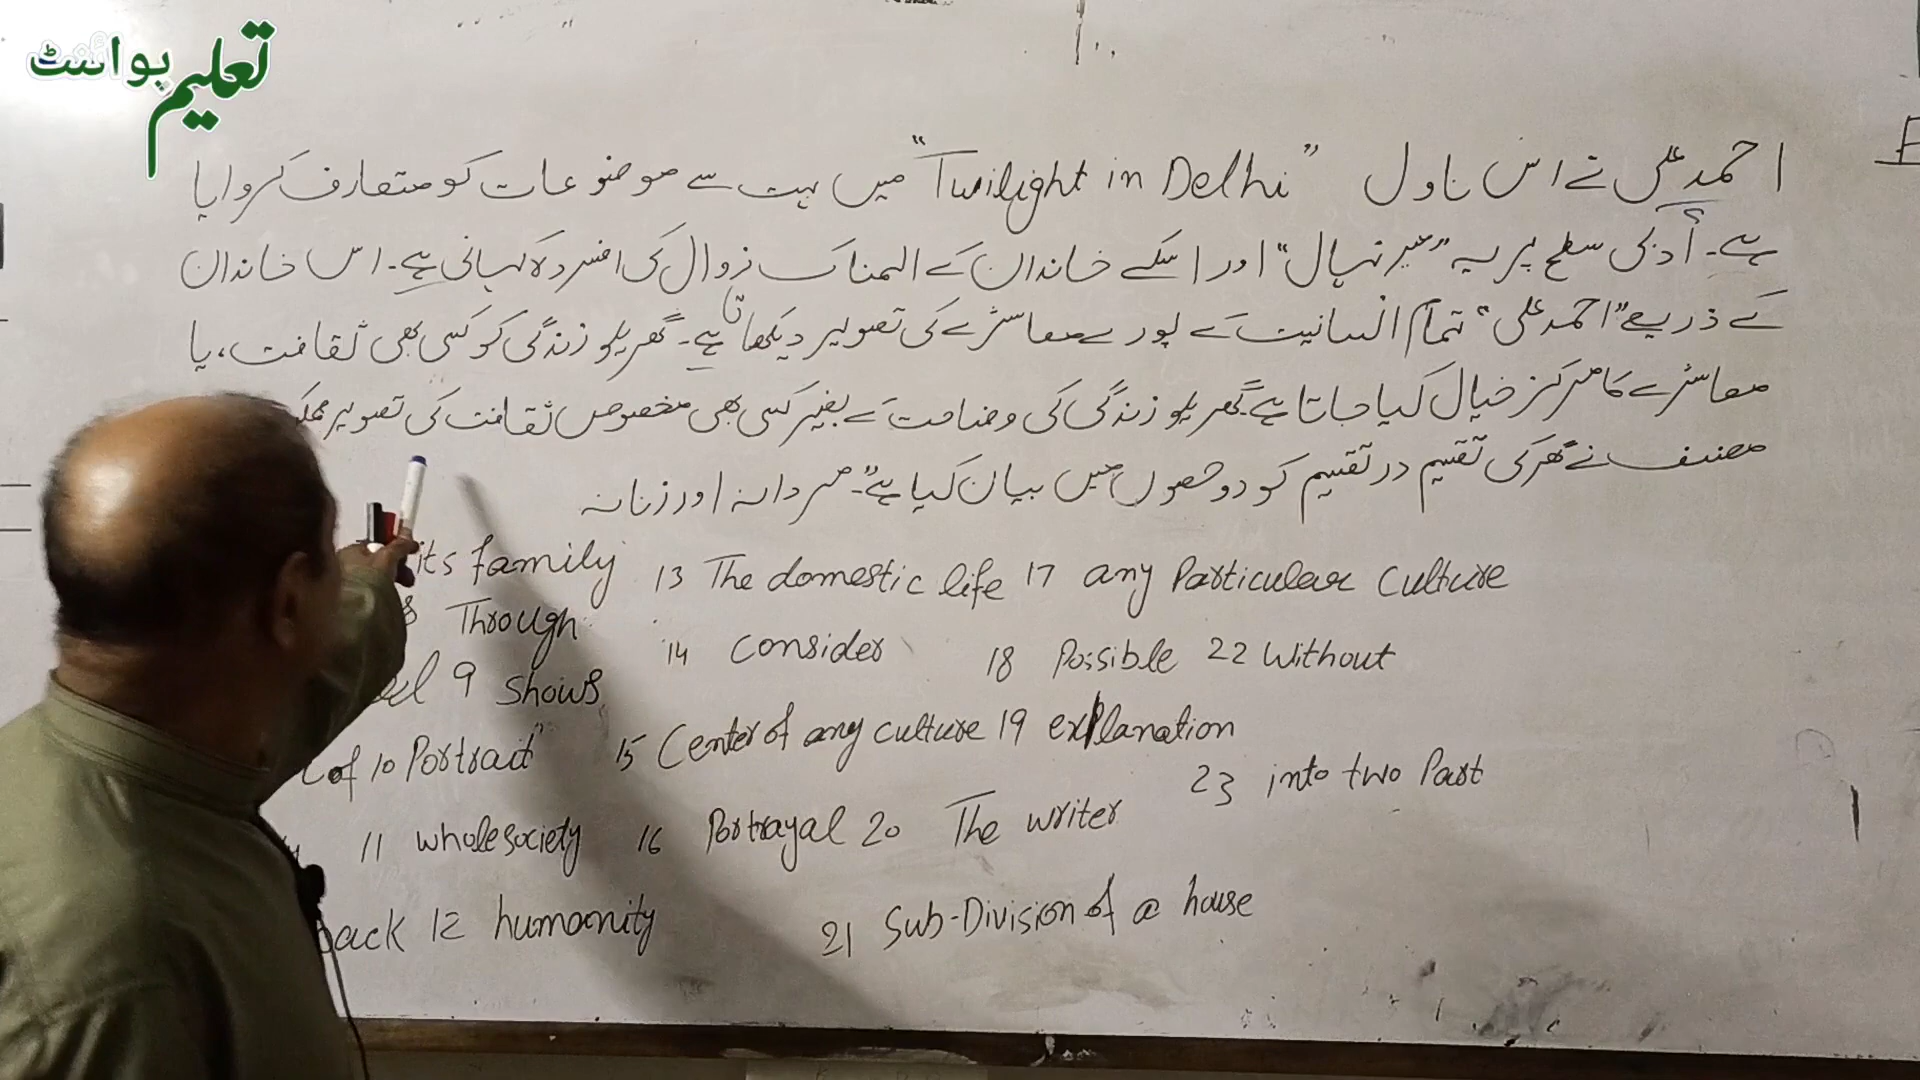 تعلیم پوائنٹ
احمد علی نے اس ناول "Twilight in Delhi" میں بہت سے موضوعات کو متعارف کروایا
ہے۔ ادبی سطح پر یہ "میر نہال" اور اسکے خاندان کے المناک زوال کی افسردہ کہانی ہے۔ اس خاندان
کے ذریعے "احمد علی" تمام انسانیت کے پورے معاشرے کی تصویر دیکھاتا ہے۔ گھریلو زندگی کو کسی بھی ثقافت، یا
معاشرے کا مرکز خیال کیا جاتا ہے۔ گھریلو زندگی کی وضاحت کے بغیر کسی بھی مخصوص ثقافت کی تصویر
مصنف نے گھر کی تقسیم در تقسیم کو دو حصوں میں بیان کیا ہے"۔ مردانہ اور زنانہ
its family 13 The domestic life 17 any Particular Culture
8 Through 14 Consider 18 Possible 22 Without
9 Shows
of 10 Portrait" 15 Center of any culture 19 explanation
23 into two Part
11 whole society 16 Portrayal 20 The writer
back 12 humanity 21 Sub-Division of a house